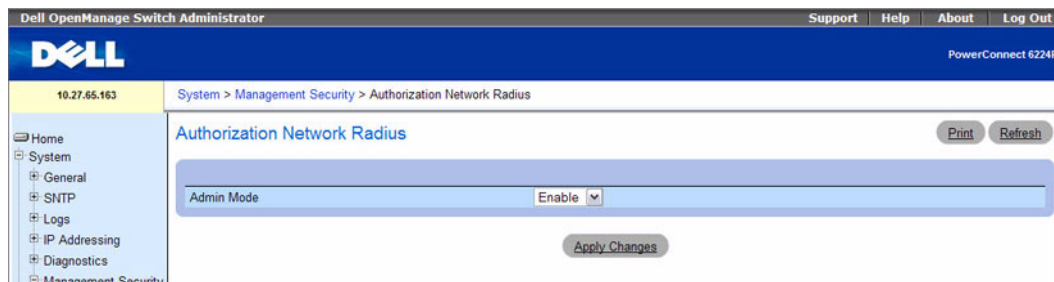 Dell OpenManage Switch Administrator
Support Help About Log Out
DELL
PowerConnect 6224
10.27.65.163
System > Management Security > Authorization Network Radius
Home
System
General
SNTP
Logs
IP Addressing
Diagnostics
Management Security
Authorization Network Radius
Print Refresh
Admin Mode Enable
Apply Changes